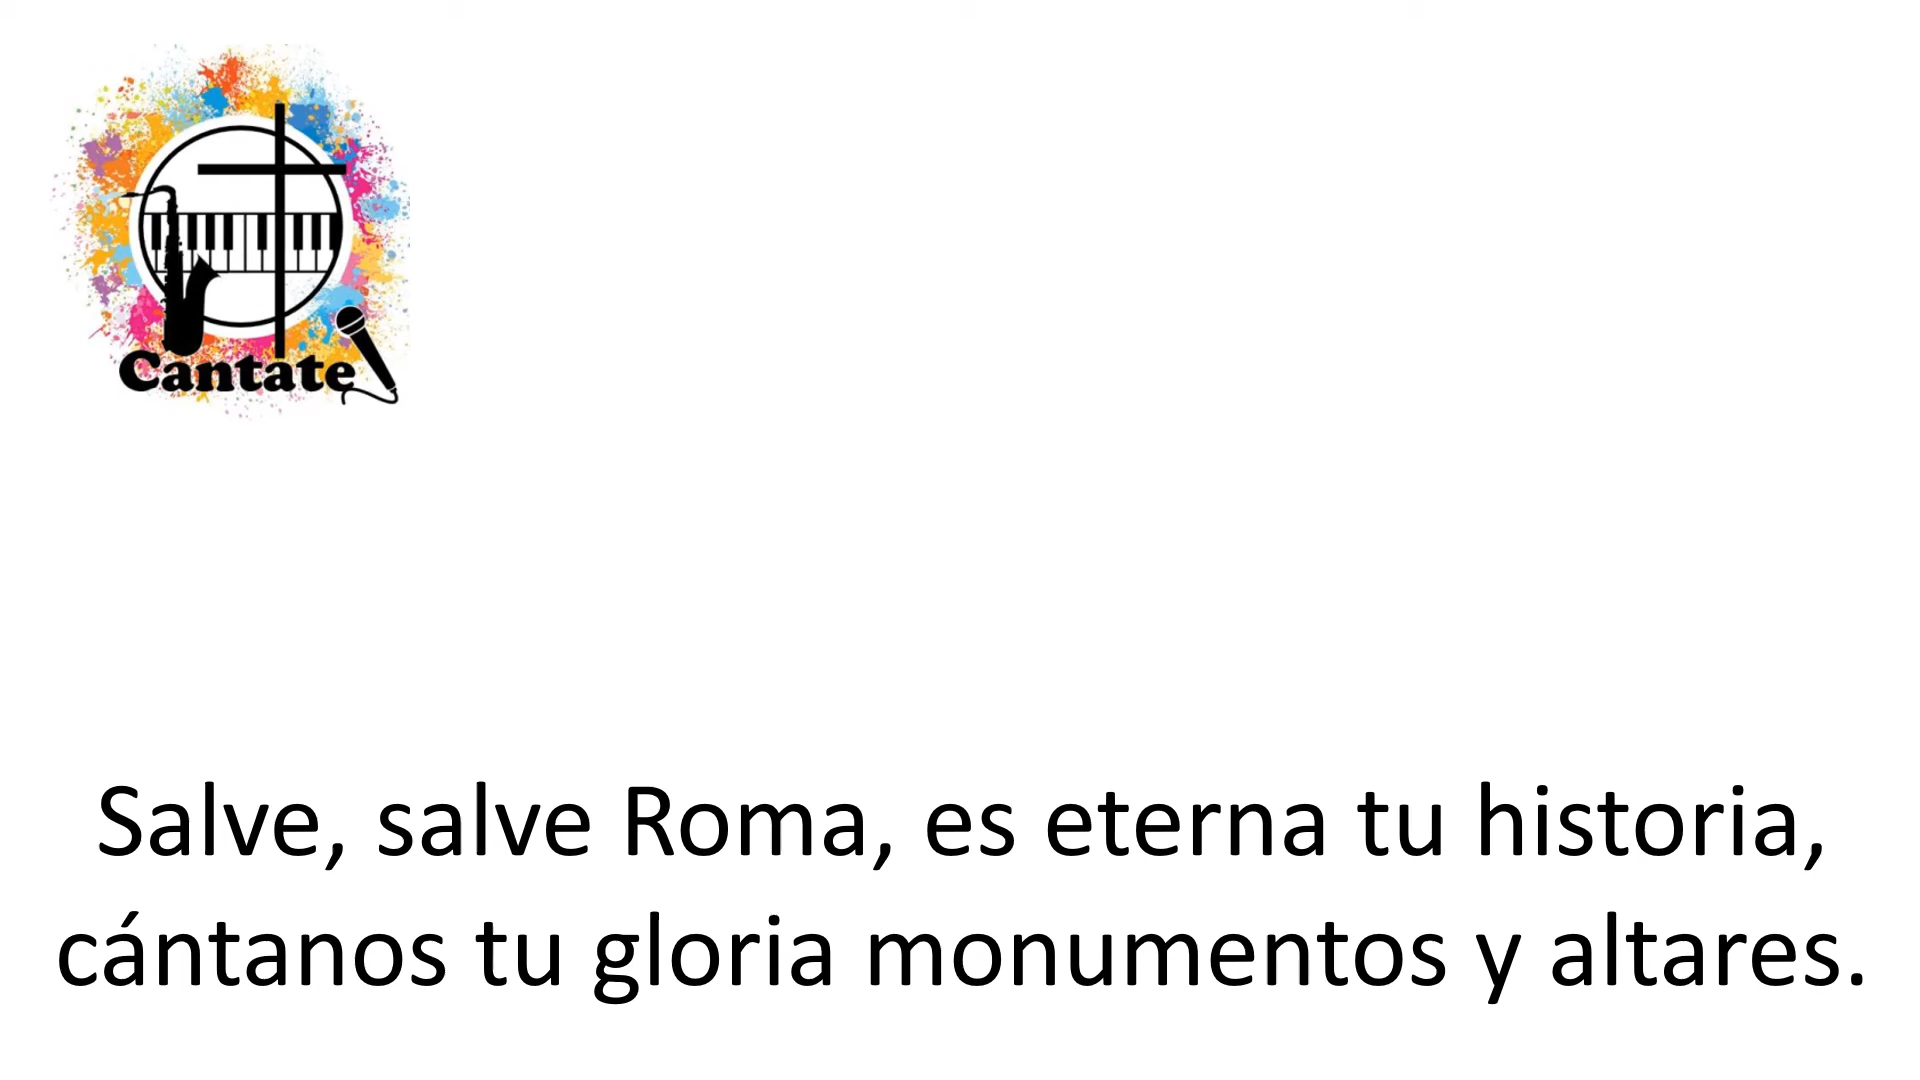 Cantate
Salve, salve Roma, es eterna tu historia,
cántanos tu gloria monumentos y altares.